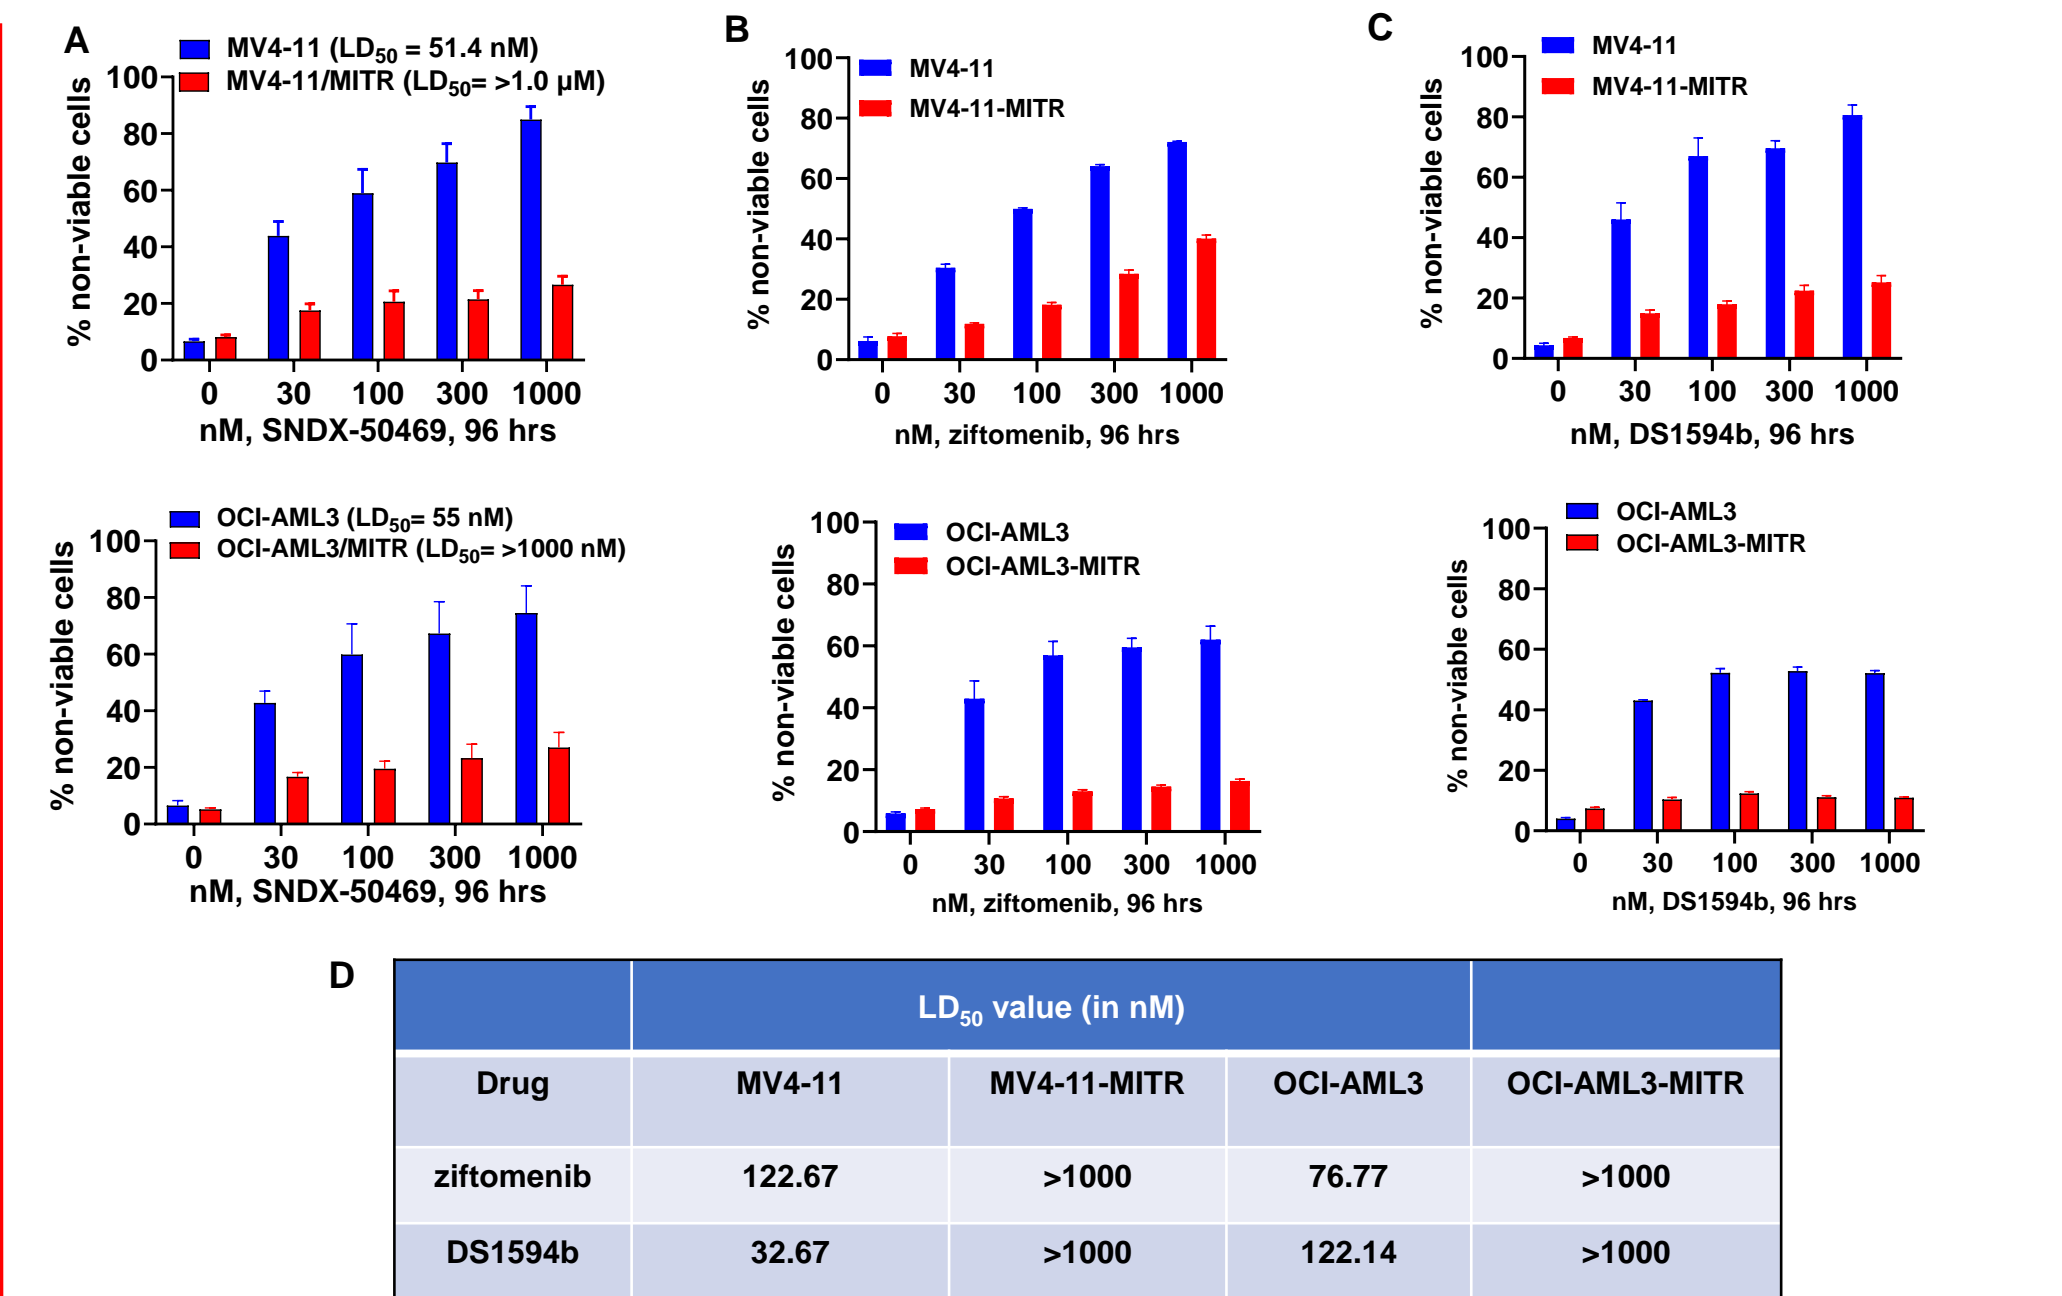 A
MV4-11 (LD50 = 51.4 nM)
MV4-11/MITR (LD50= >1.0 µM)
% non-viable cells
100
80
60
40
20
0
0 30 100 300 1000
nM, SNDX-50469, 96 hrs
B
MV4-11
MV4-11-MITR
% non-viable cells
100
80
60
40
20
0
0 30 100 300 1000
nM, ziftomenib, 96 hrs
C
MV4-11
MV4-11-MITR
% non-viable cells
100
80
60
40
20
0
0 30 100 300 1000
nM, DS1594b, 96 hrs
OCI-AML3 (LD50= 55 nM)
OCI-AML3/MITR (LD50= >1000 nM)
% non-viable cells
100
80
60
40
20
0
0 30 100 300 1000
nM, SNDX-50469, 96 hrs
OCI-AML3
OCI-AML3-MITR
% non-viable cells
100
80
60
40
20
0
0 30 100 300 1000
nM, ziftomenib, 96 hrs
OCI-AML3
OCI-AML3-MITR
% non-viable cells
100
80
60
40
20
0
0 30 100 300 1000
nM, DS1594b, 96 hrs
D
LD50 value (in nM)
Drug MV4-11 MV4-11-MITR OCI-AML3 OCI-AML3-MITR
ziftomenib 122.67 >1000 76.77 >1000
DS1594b 32.67 >1000 122.14 >1000